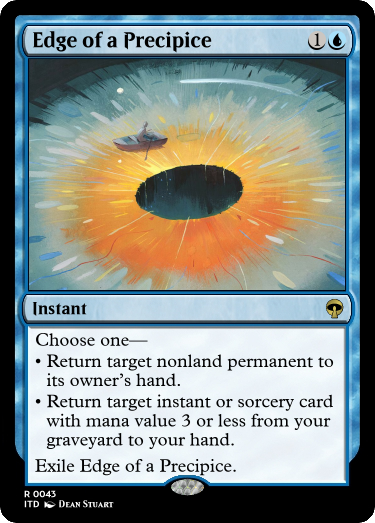 Edge of a Precipice 1
Instant
Choose one—
• Return target nonland permanent to
its owner's hand.
• Return target instant or sorcery card
with mana value 3 or less from your
graveyard to your hand.
Exile Edge of a Precipice.
R 0043
ITD DEAN STUART